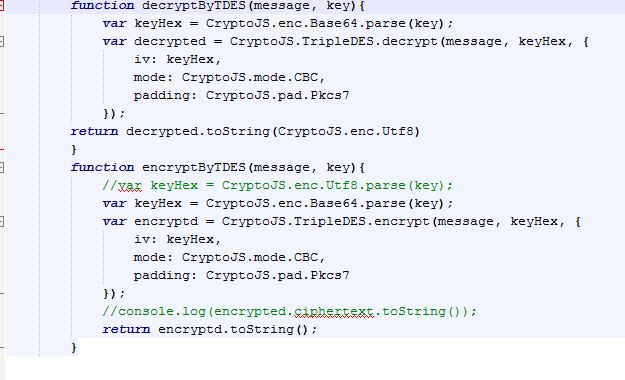 function decryptByTDES(message, key){
var keyHex = CryptoJS.enc.Base64.parse(key);
var decrypted = CryptoJS.TripleDES.decrypt(message, keyHex, {
iv: keyHex,
mode: CryptoJS.mode.CBC,
padding: CryptoJS.pad.Pkcs7
});
return decrypted.toString(CryptoJS.enc.Utf8)
}
function encryptByTDES(message, key){
//var keyHex = CryptoJS.enc.Utf8.parse(key);
var keyHex = CryptoJS.enc.Base64.parse(key);
var encryptd = CryptoJS.TripleDES.encrypt(message, keyHex, {
iv: keyHex,
mode: CryptoJS.mode.CBC,
padding: CryptoJS.pad.Pkcs7
});
//console.log(encrypted.ciphertext.toString());
return encryptd.toString();
}